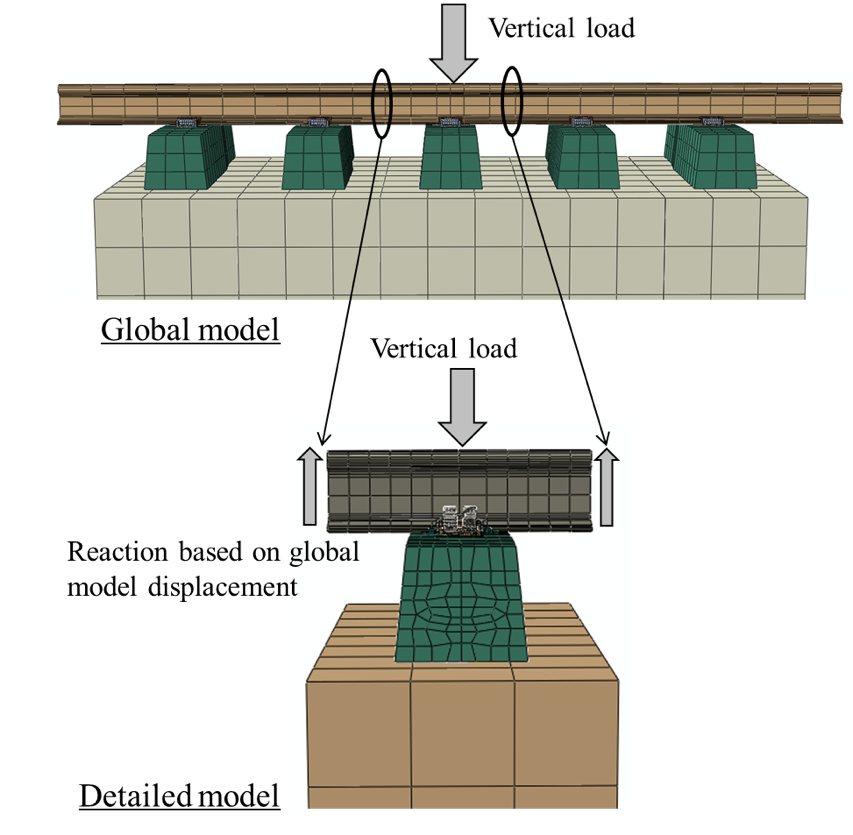 Vertical load
Global model
Vertical load
Reaction based on global
model displacement
Detailed model